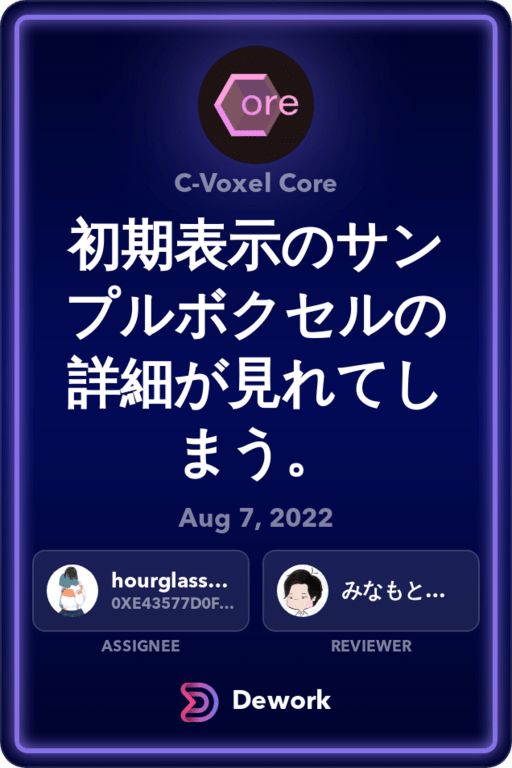 ore
C-Voxel Core
初期表示のサン
プルボクセルの
詳細が見れてし
まう。
Aug 7, 2022
hourglass...
0XE43577D0F...
みなもと...
ASSIGNEE
REVIEWER
Dework